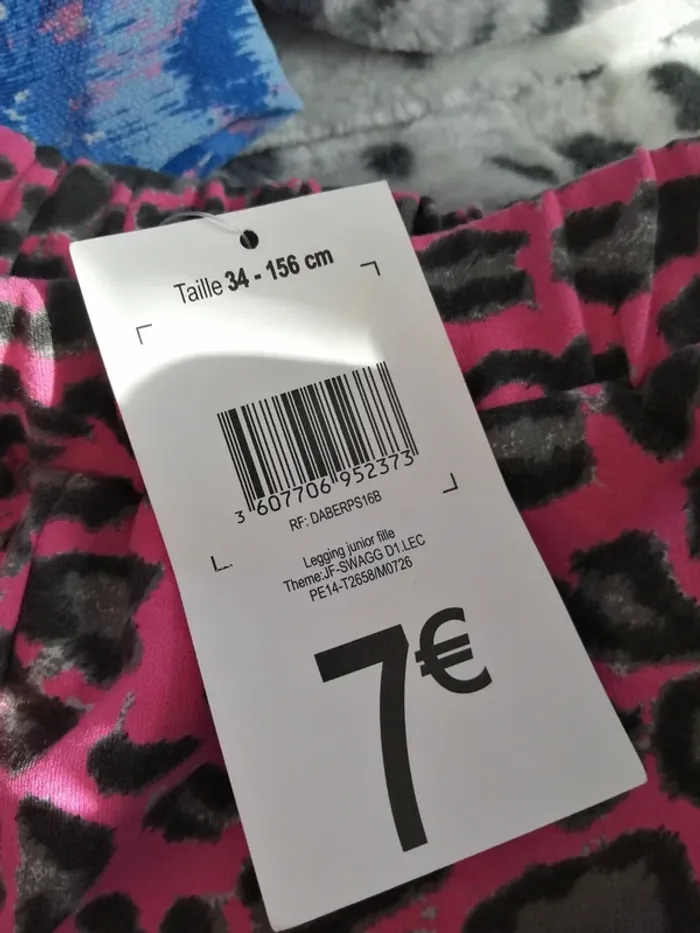 Taille 34 - 156 cm
3 607706 952373
RF: DABERPS16B
Legging junior fille
Theme:JF-SWAGG D1.LEC
PE14-T2658/M0726
7€